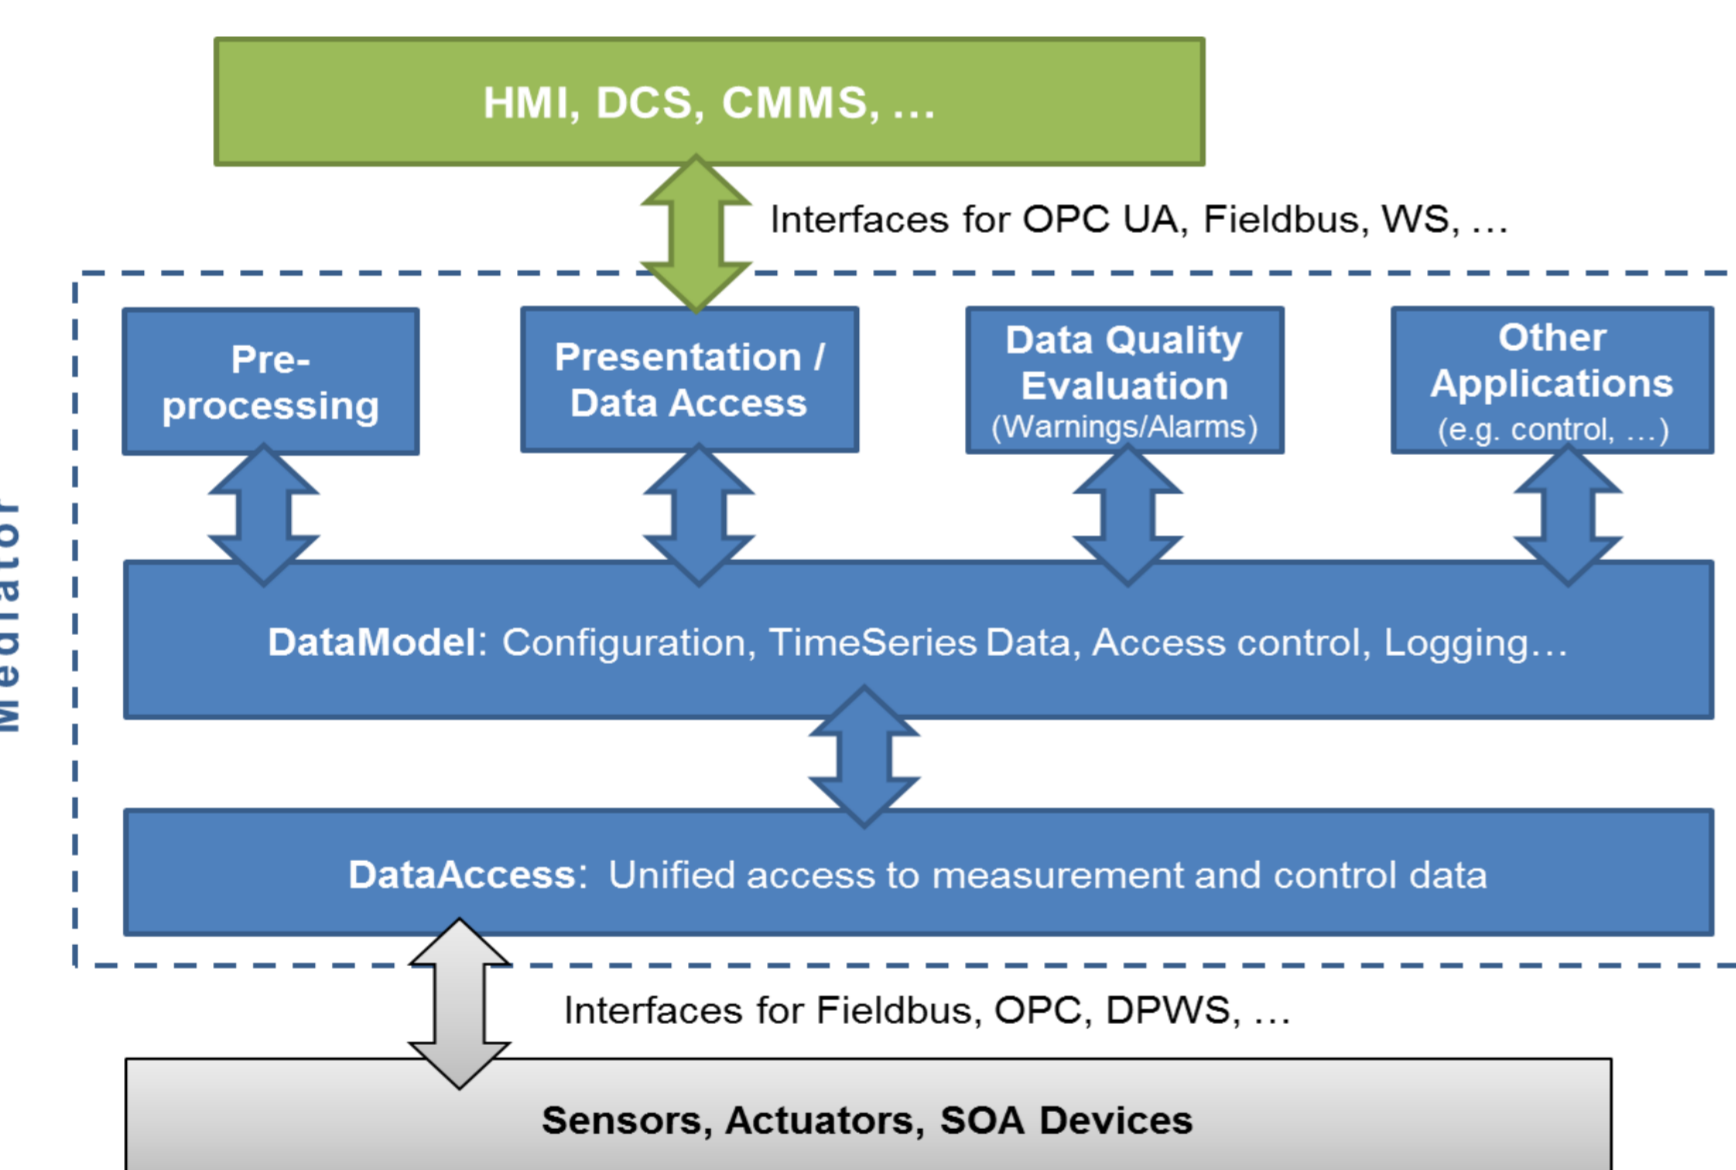 HMI, DCS, CMMS, …
Interfaces for OPC UA, Fieldbus, WS, …
Pre-
processing
Presentation /
Data Access
Data Quality
Evaluation
(Warnings/Alarms)
Other
Applications
(e.g. control, …)
Mediator
DataModel: Configuration, TimeSeries Data, Access control, Logging…
DataAccess: Unified access to measurement and control data
Interfaces for Fieldbus, OPC, DPWS, …
Sensors, Actuators, SOA Devices